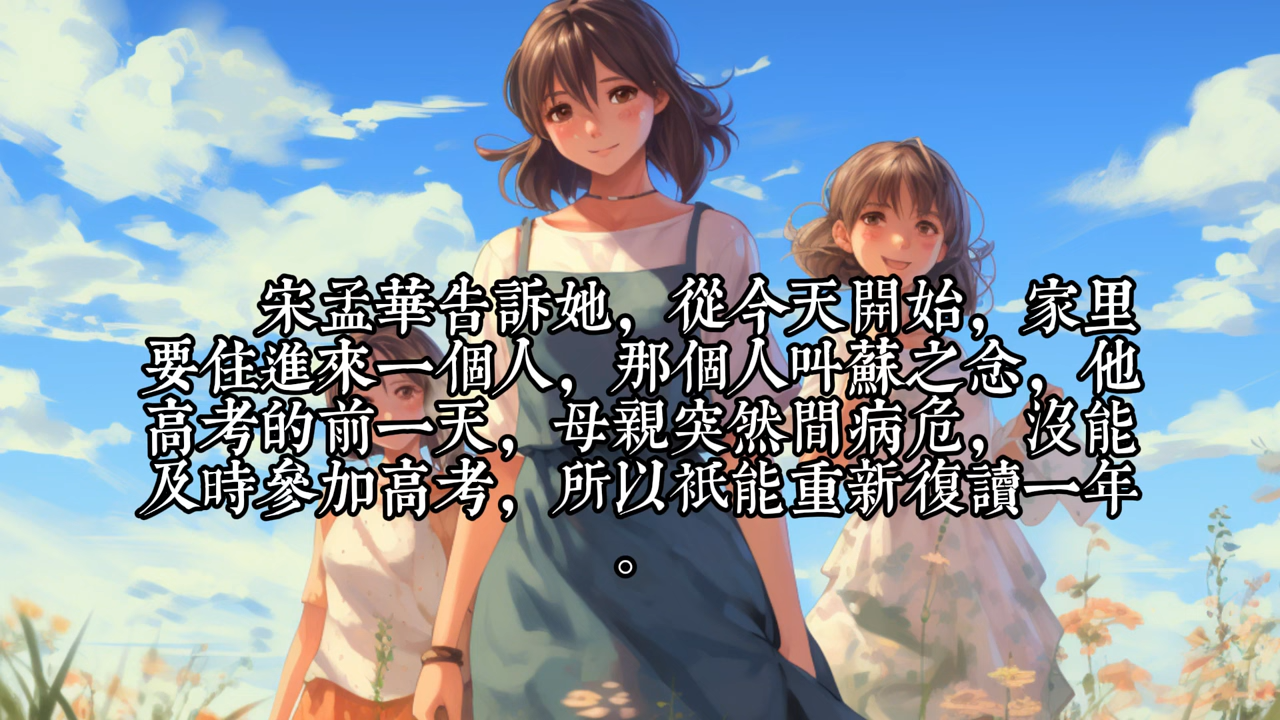 宋孟華告訴她，從今天開始，家里
要住進來一個人，那個人叫蘇之念，他
高考的前一天，母親突然間病危，沒能
及時參加高考，所以祇能重新復讀一年
。